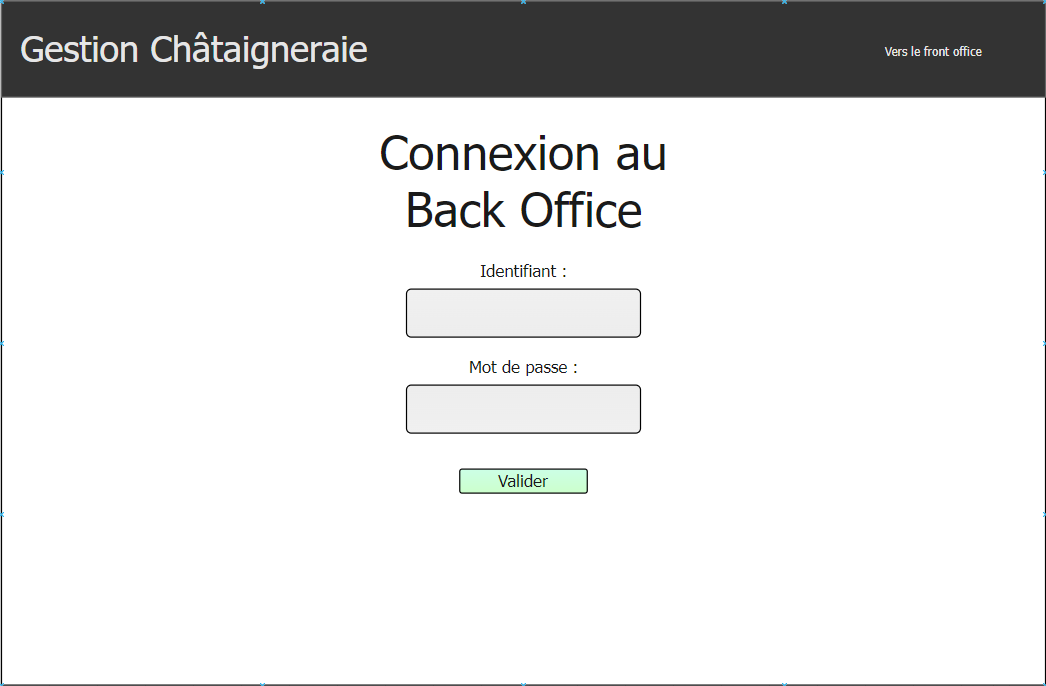 Gestion Châtaigneraie
Vers le front office
Connexion au
Back Office
Identifiant :
Mot de passe :
Valider